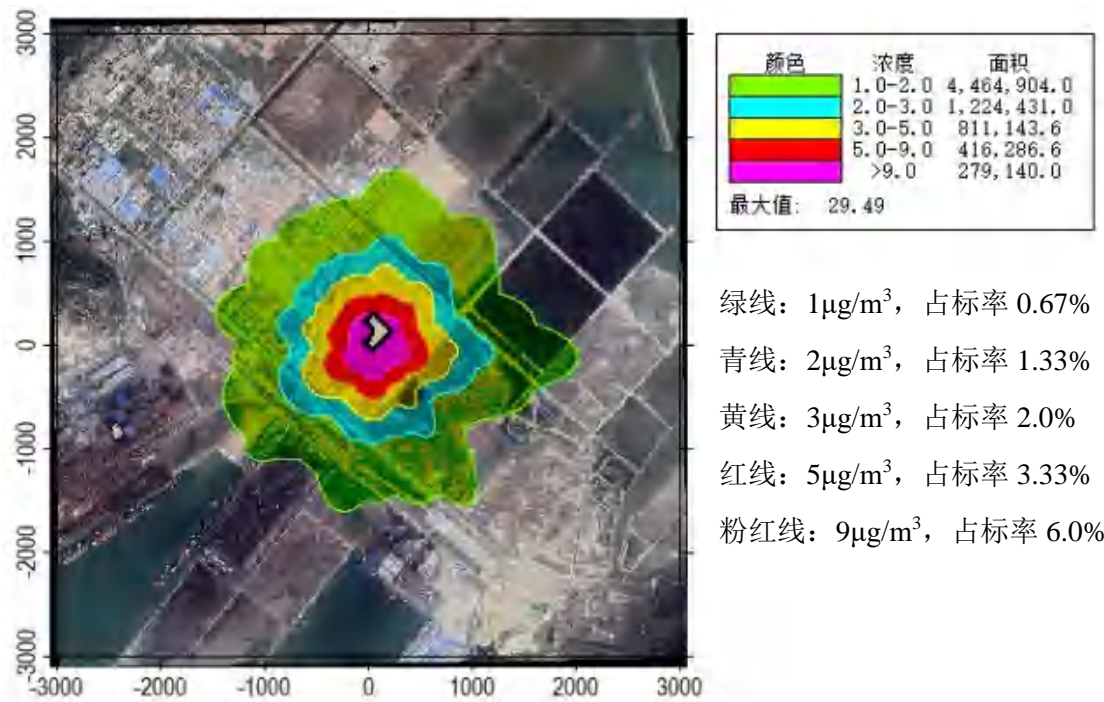 3000
2000
1000
0
-1000
-2000
-3000
-3000 -2000 -1000 0 1000 2000 3000
颜色 浓度 面积
1.0-2.0 4,464,904.0
2.0-3.0 1,224,431.0
3.0-5.0 811,143.6
5.0-9.0 416,286.6
>9.0 279,140.0
最大值: 29.49
绿线：1μg/m³，占标率 0.67%
青线：2μg/m³，占标率 1.33%
黄线：3μg/m³，占标率 2.0%
红线：5μg/m³，占标率 3.33%
粉红线：9μg/m³，占标率 6.0%